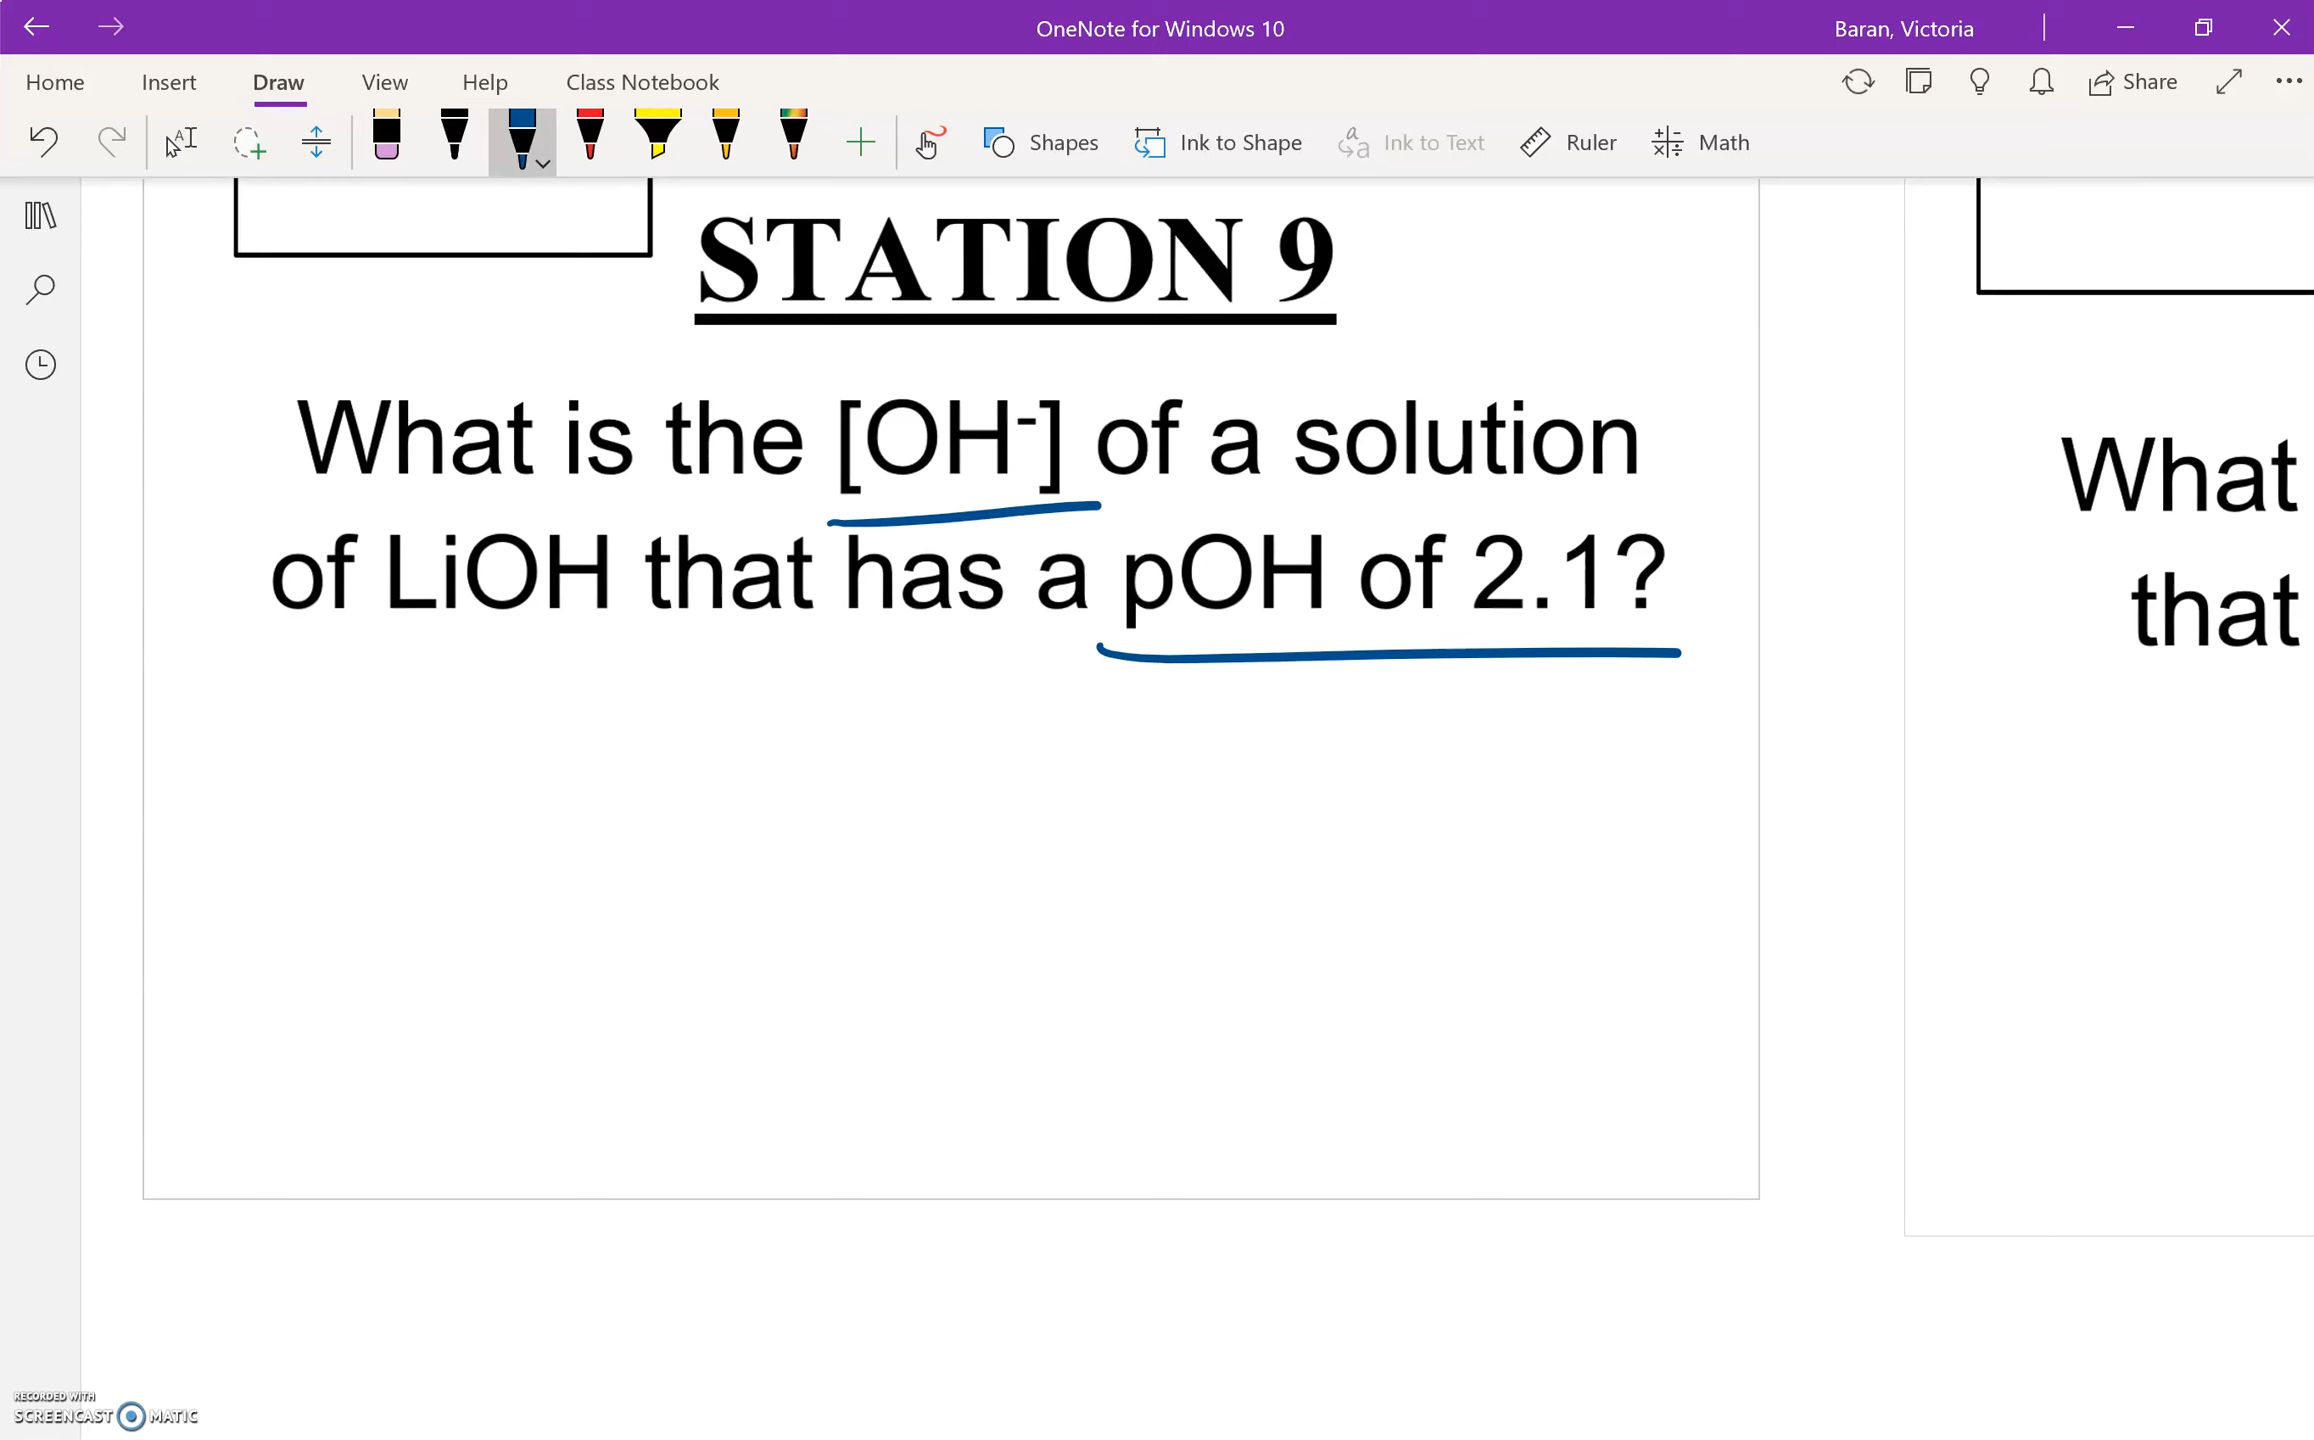 OneNote for Windows 10
Baran, Victoria
Home Insert Draw View Help Class Notebook Share
Shapes Ink to Shape Ink to Text Ruler Math
STATION 9
What is the [OH-] of a solution
of LiOH that has a pOH of 2.1?
What
that
RECORDED WITH
SCREENCAST MATIC